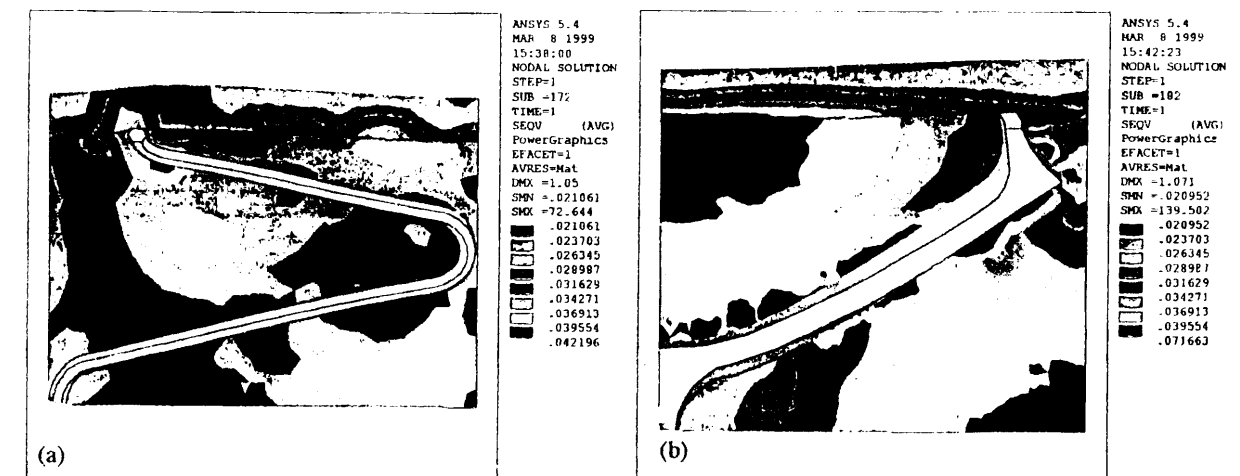 ANSYS 5.4
MAR 8 1999
15:38:00
NODAL SOLUTION
STEP=1
SUB =172
TIME=1
SEQV (AVG)
PowerGraphics
EFACET=1
AVRES=Mat
DMX =1.05
SMN =.021061
SMX =72.644
.021061
.023703
.026345
.028987
.031629
.034271
.036913
.039554
.042196
(a)
ANSYS 5.4
MAR 8 1999
15:42:23
NODAL SOLUTION
STEP=1
SUB =182
TIME=1
SEQV (AVG)
PowerGraphics
EFACET=1
AVRES=Mat
DMX =1.071
SMN =.020952
SMX =139.502
.020952
.023703
.026345
.028987
.031629
.034271
.036913
.039554
.071663
(b)